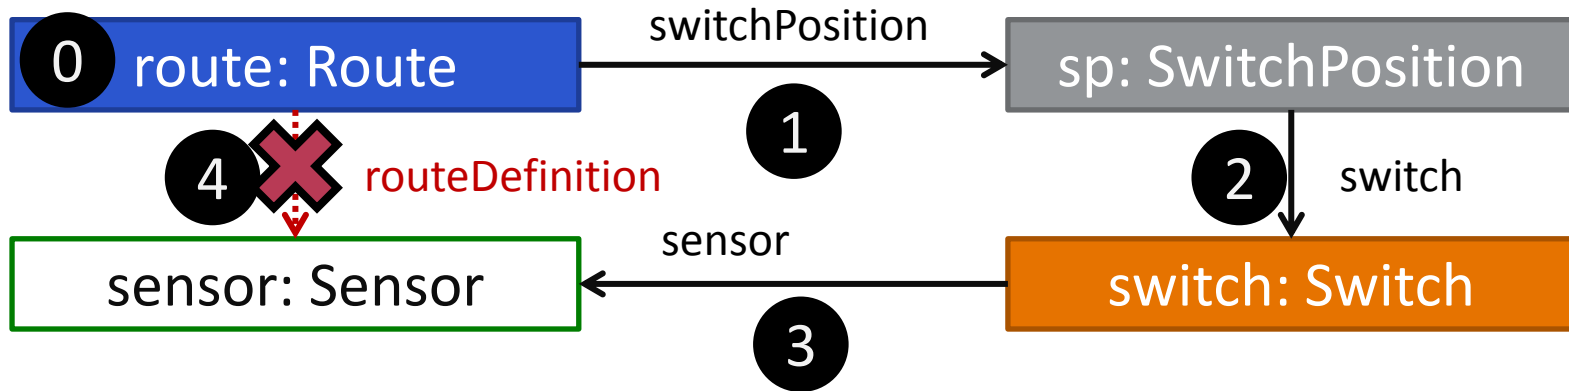 0
route: Route
switchPosition
1
sp: SwitchPosition
4
routeDefinition
2
switch
sensor: Sensor
sensor
3
switch: Switch